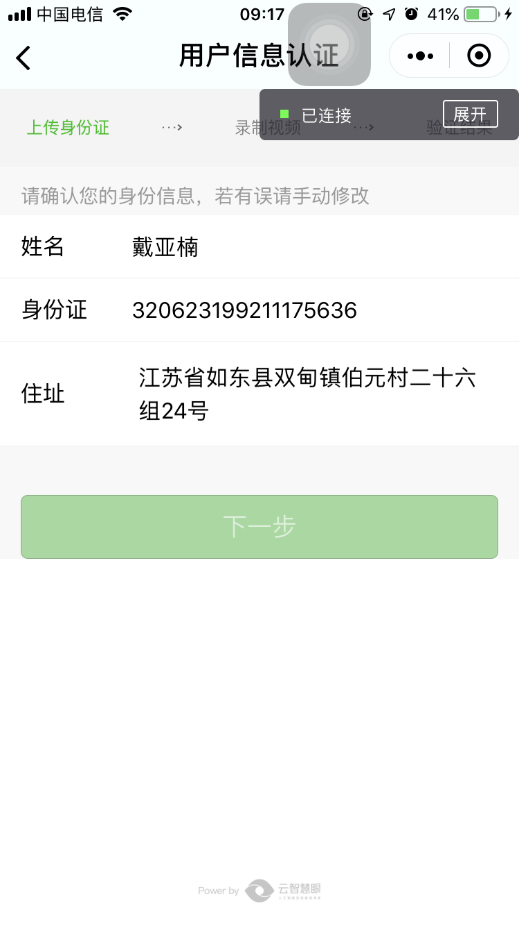 中国电信 09:17 41%
用户信息认证
已连接 展开
上传身份证 ···› 录制视频 ···› 验证结果
请确认您的身份信息，若有误请手动修改
姓名 戴亚楠
身份证 320623199211175636
住址 江苏省如东县双甸镇伯元村二十六
组24号
下一步
Power by 云智慧眼